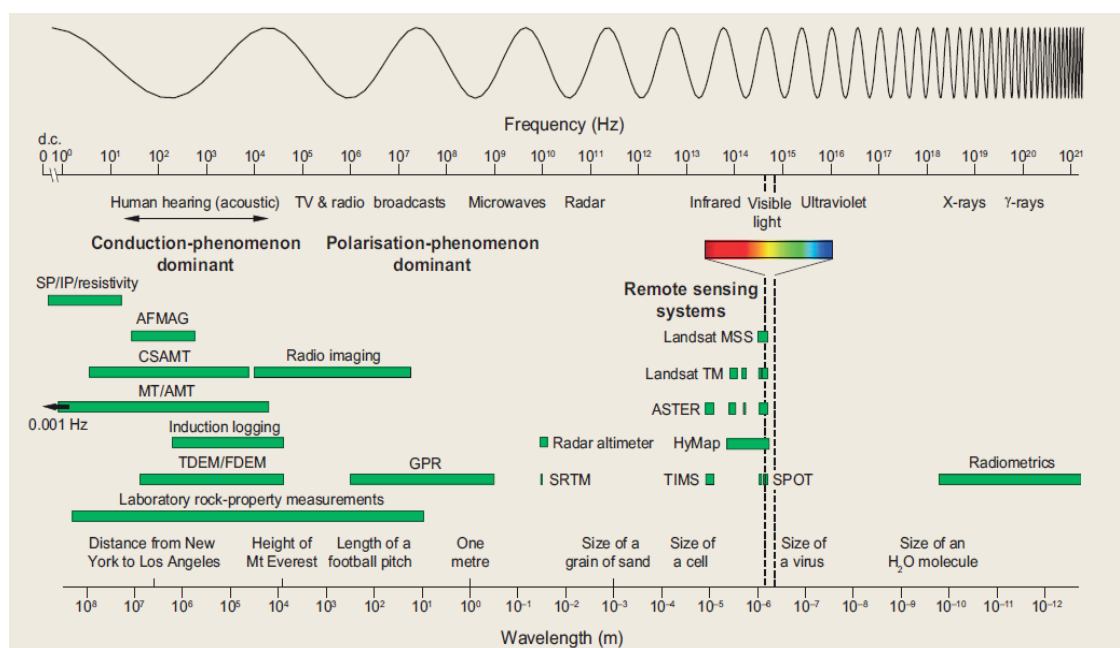 Frequency (Hz)
d.c.
0 10⁰ 10¹ 10² 10³ 10⁴ 10⁵ 10⁶ 10⁷ 10⁸ 10⁹ 10¹⁰ 10¹¹ 10¹² 10¹³ 10¹⁴ 10¹⁵ 10¹⁶ 10¹⁷ 10¹⁸ 10¹⁹ 10²⁰ 10²¹
Human hearing (acoustic)
TV & radio broadcasts
Microwaves
Radar
Infrared
Visible
light
Ultraviolet
X-rays
γ-rays
Conduction-phenomenon
dominant
Polarisation-phenomenon
dominant
SP/IP/resistivity
Remote sensing
systems
AFMAG
Landsat MSS
CSAMT
Radio imaging
Landsat TM
MT/AMT
0.001 Hz
ASTER
Induction logging
Radar altimeter
HyMap
TDEM/FDEM
GPR
SRTM
TIMS
SPOT
Radiometrics
Laboratory rock-property measurements
Distance from New
York to Los Angeles
Height of
Mt Everest
Length of a
football pitch
One
metre
Size of a
grain of sand
Size of
a cell
Size of
a virus
Size of an
H₂O molecule
10⁸ 10⁷ 10⁶ 10⁵ 10⁴ 10³ 10² 10¹ 10⁰ 10⁻¹ 10⁻² 10⁻³ 10⁻⁴ 10⁻⁵ 10⁻⁶ 10⁻⁷ 10⁻⁸ 10⁻⁹ 10⁻¹⁰ 10⁻¹¹ 10⁻¹²
Wavelength (m)